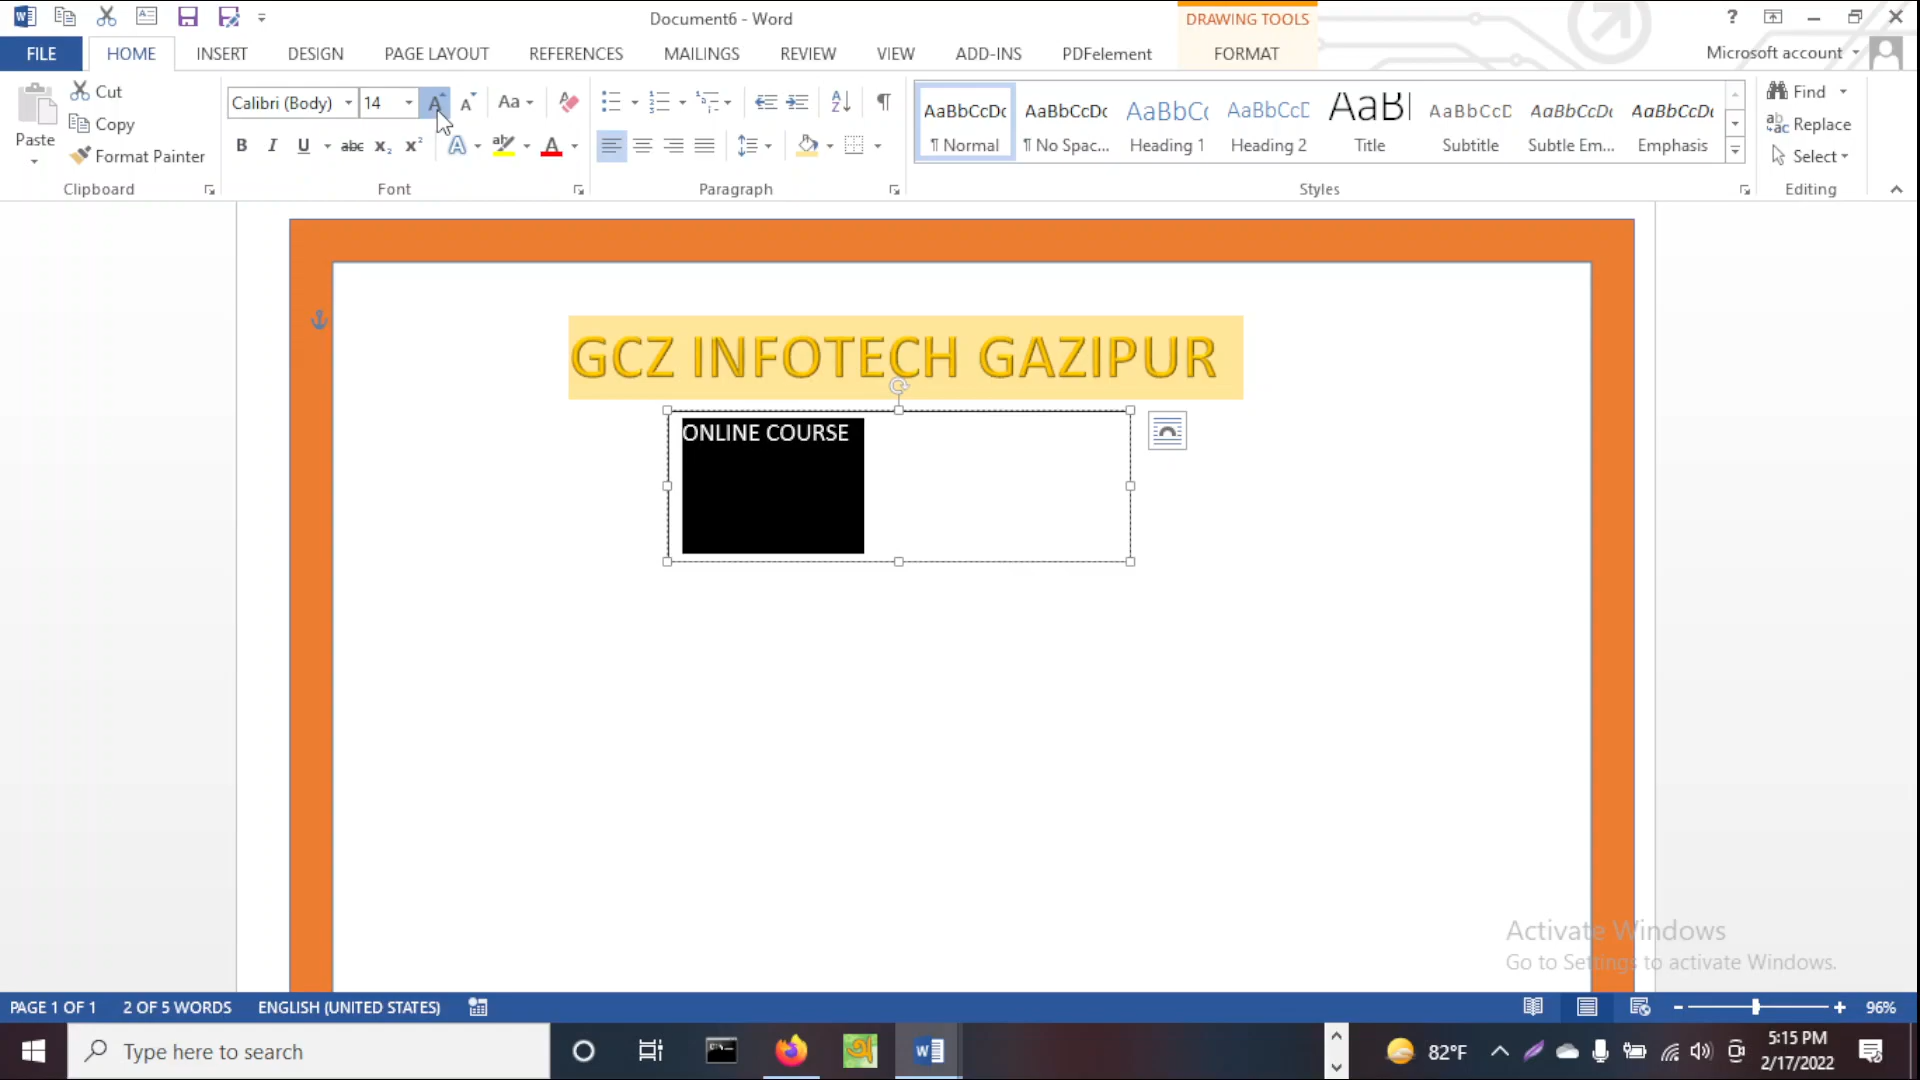 Document6 - Word
DRAWING TOOLS
?
FILE
HOME
INSERT
DESIGN
PAGE LAYOUT
REFERENCES
MAILINGS
REVIEW
VIEW
ADD-INS
PDFelement
FORMAT
Microsoft account
Paste
Cut
Copy
Format Painter
Clipboard
Calibri (Body)
14
Aa
B I U abc x₂ x²
Font
Paragraph
AaBbCcDc AaBbCcDc AaBbCc AaBbCcD AaBl AaBbCcD AaBbCcDc AaBbCcDc
¶ Normal
¶ No Spac...
Heading 1
Heading 2
Title
Subtitle
Subtle Em...
Emphasis
Styles
Find
Replace
Select
Editing
GCZ INFOTECH GAZIPUR
ONLINE COURSE
Activate Windows
Go to Settings to activate Windows.
PAGE 1 OF 1
2 OF 5 WORDS
ENGLISH (UNITED STATES)
96%
Type here to search
82°F
5:15 PM
2/17/2022